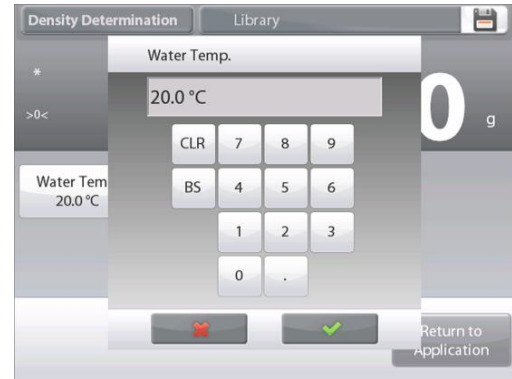 Density Determination Library
Water Temp.
*
20.0 °C
>0<
0 g
CLR 7 8 9
Water Tem
20.0 °C
BS 4 5 6
1 2 3
0 .
Return to
Application